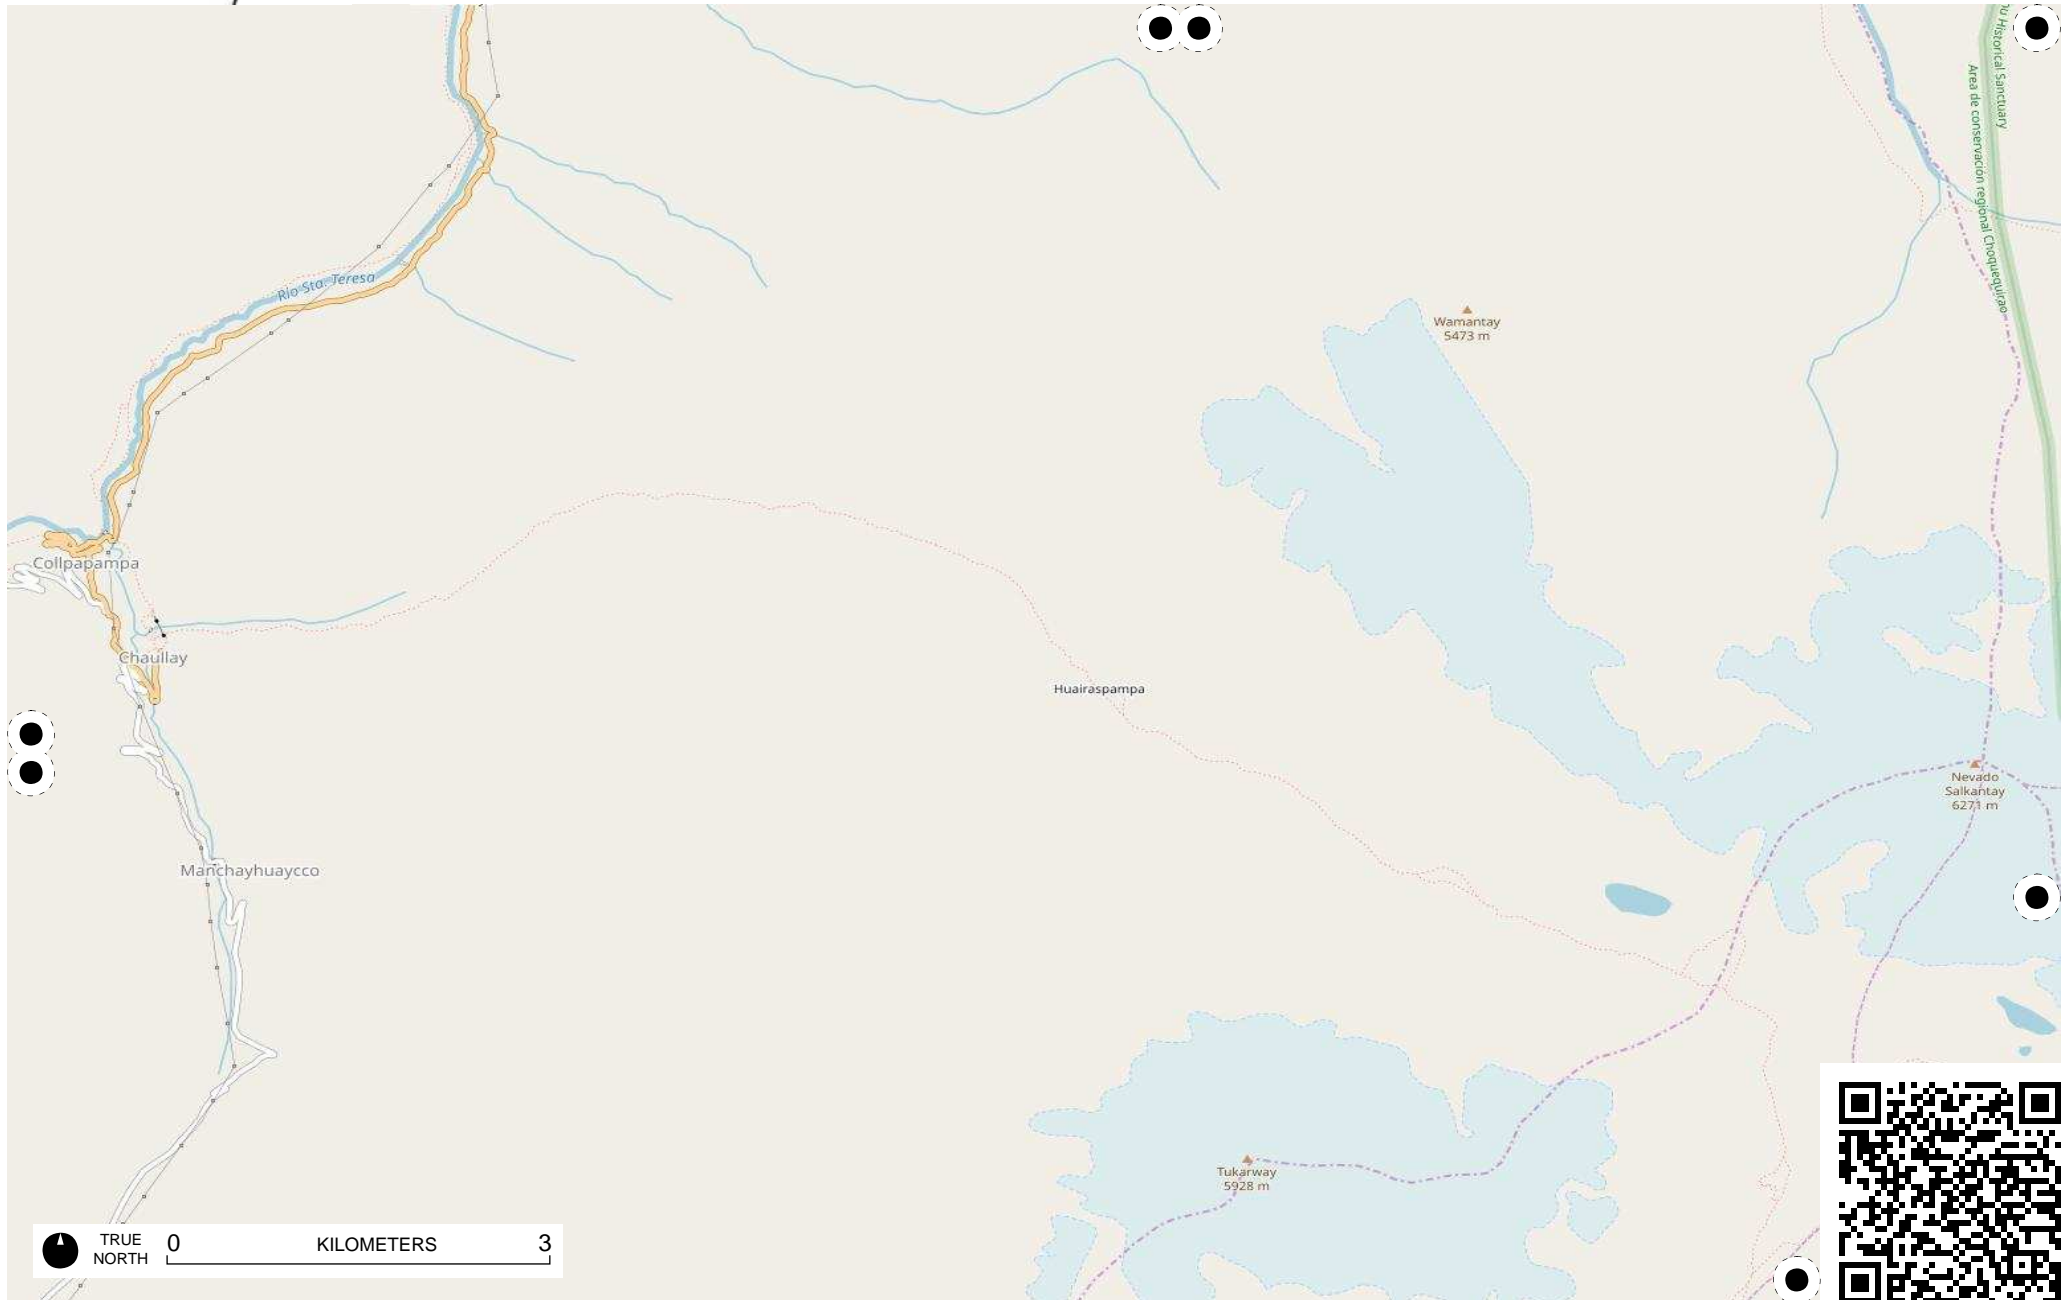 Historical Sanctuary
Area de conservación regional Choquequirao
Río Sta. Teresa
Wamantay
5473 m
Collpapampa
Chaullay
Huairaspampa
Nevado
Salkantay
6271 m
Manchayhuaycco
Tukarway
5928 m
TRUE
NORTH
0 KILOMETERS 3